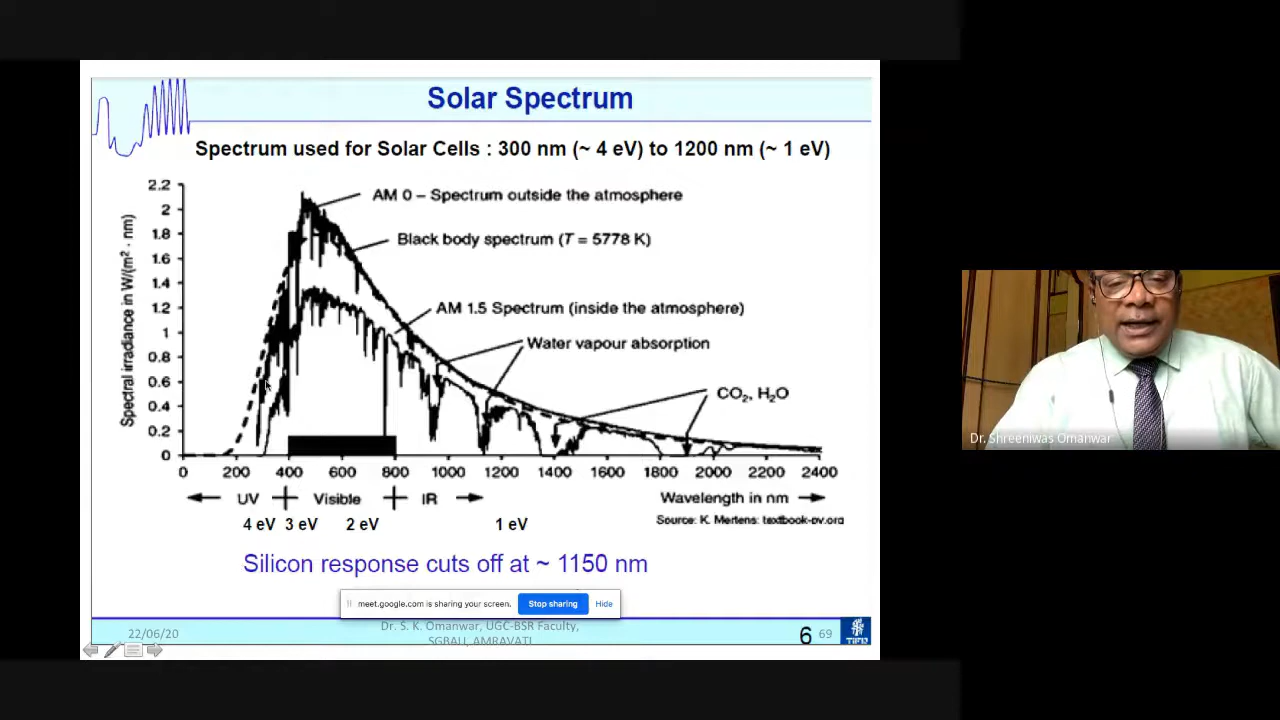 Solar Spectrum
Spectrum used for Solar Cells : 300 nm (~ 4 eV) to 1200 nm (~ 1 eV)
Spectral irradiance in W/(m² · nm)
2.2
2
1.8
1.6
1.4
1.2
1
0.8
0.6
0.4
0.2
0
AM 0 – Spectrum outside the atmosphere
Black body spectrum (T = 5778 K)
AM 1.5 Spectrum (inside the atmosphere)
Water vapour absorption
CO₂, H₂O
0 200 400 600 800 1000 1200 1400 1600 1800 2000 2200 2400
UV Visible IR Wavelength in nm
4 eV 3 eV 2 eV 1 eV
Source: K. Mertens: textbook-pv.org
Silicon response cuts off at ~ 1150 nm
meet.google.com is sharing your screen. Stop sharing Hide
22/06/20
Dr. S. K. Omanwar, UGC-BSR Faculty,
SGBAU, AMRAVATI
6 69
TIFR
Dr. Shreeniwas Omanwar